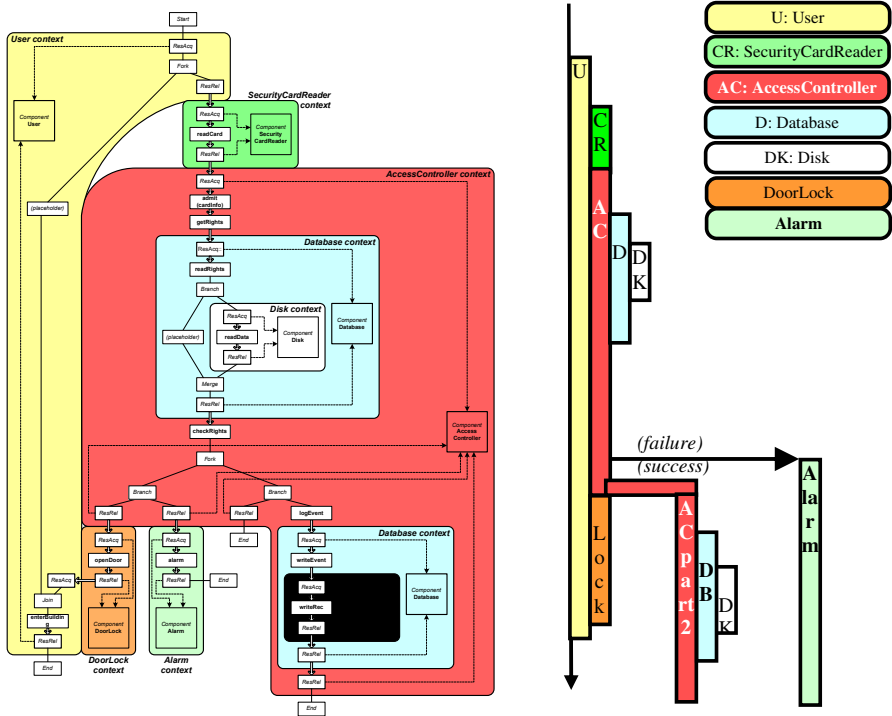 Start
User context
ResAcq
Fork
ResRel
SecurityCardReader
context
Component
User
ResAcq
readCard
ResRel
Component
Security
CardReader
AccessController context
ResAcq
admit
(cardInfo)
getRights
(placeholder)
Database context
ResAcq
readRights
Branch
Disk context
ResAcq
readData
ResRel
Component
Disk
Component
Database
(placeholder)
Merge
ResRel
checkRights
Component
Access
Controller
Fork
Branch
Branch
ResRel
ResRel
ResRel
logEvent
End
Database context
ResAcq
openDoor
ResRel
ResAcq
alarm
ResRel
End
ResAcq
writeEvent
ResAcq
writeRec
ResRel
Component
Database
ResAcq
Join
enterBuildin
g
ResRel
End
Component
DoorLock
Component
Alarm
DoorLock
context
Alarm
context
ResRel
ResRel
End
U
CR
AC
D
DK
(failure)
(success)
Lock
ACpart2
DB
DK
Alarm
U: User
CR: SecurityCardReader
AC: AccessController
D: Database
DK: Disk
DoorLock
Alarm